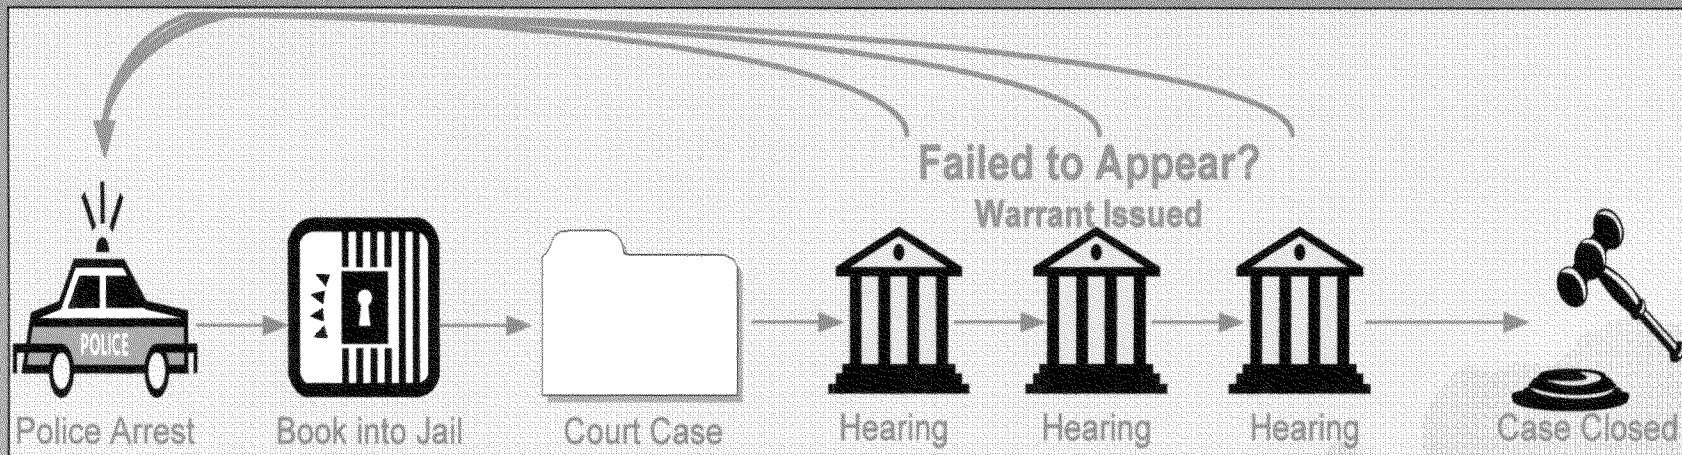 Failed to Appear?
Warrant Issued
POLICE
Police Arrest
Book into Jail
Court Case
Hearing
Hearing
Hearing
Case Closed